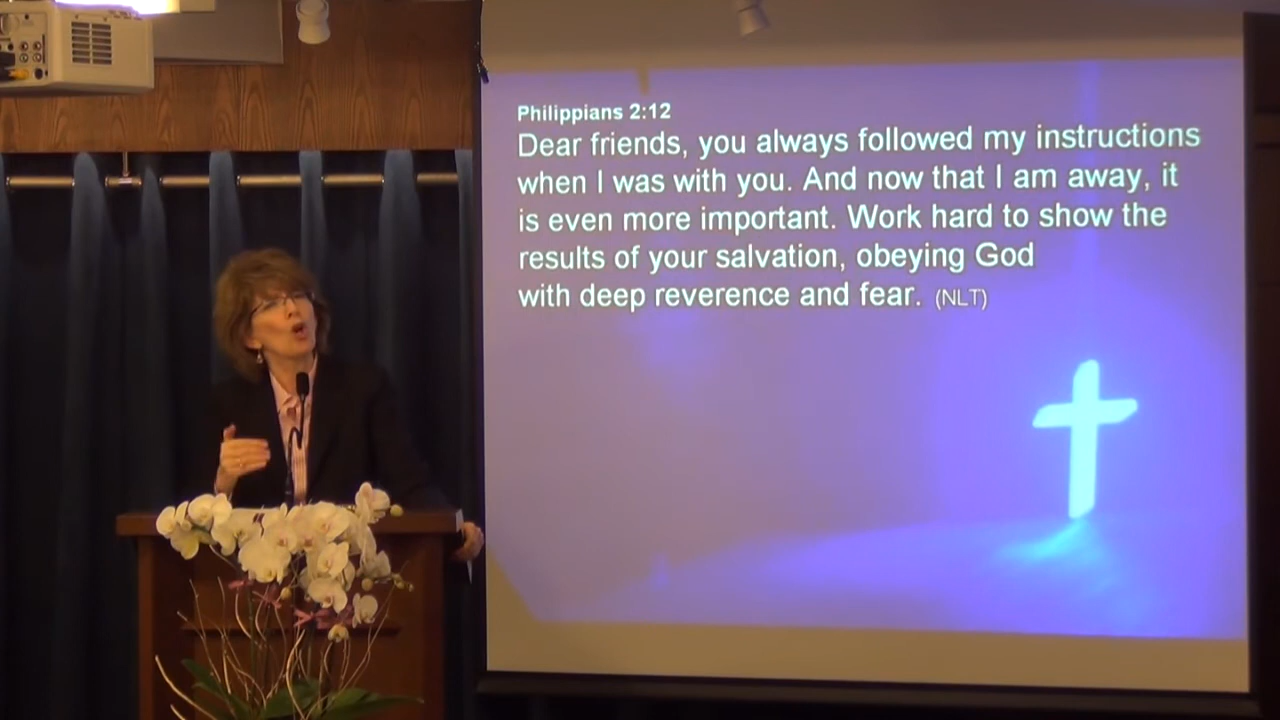 Philippians 2:12
Dear friends, you always followed my instructions
when I was with you. And now that I am away, it
is even more important. Work hard to show the
results of your salvation, obeying God
with deep reverence and fear. (NLT)